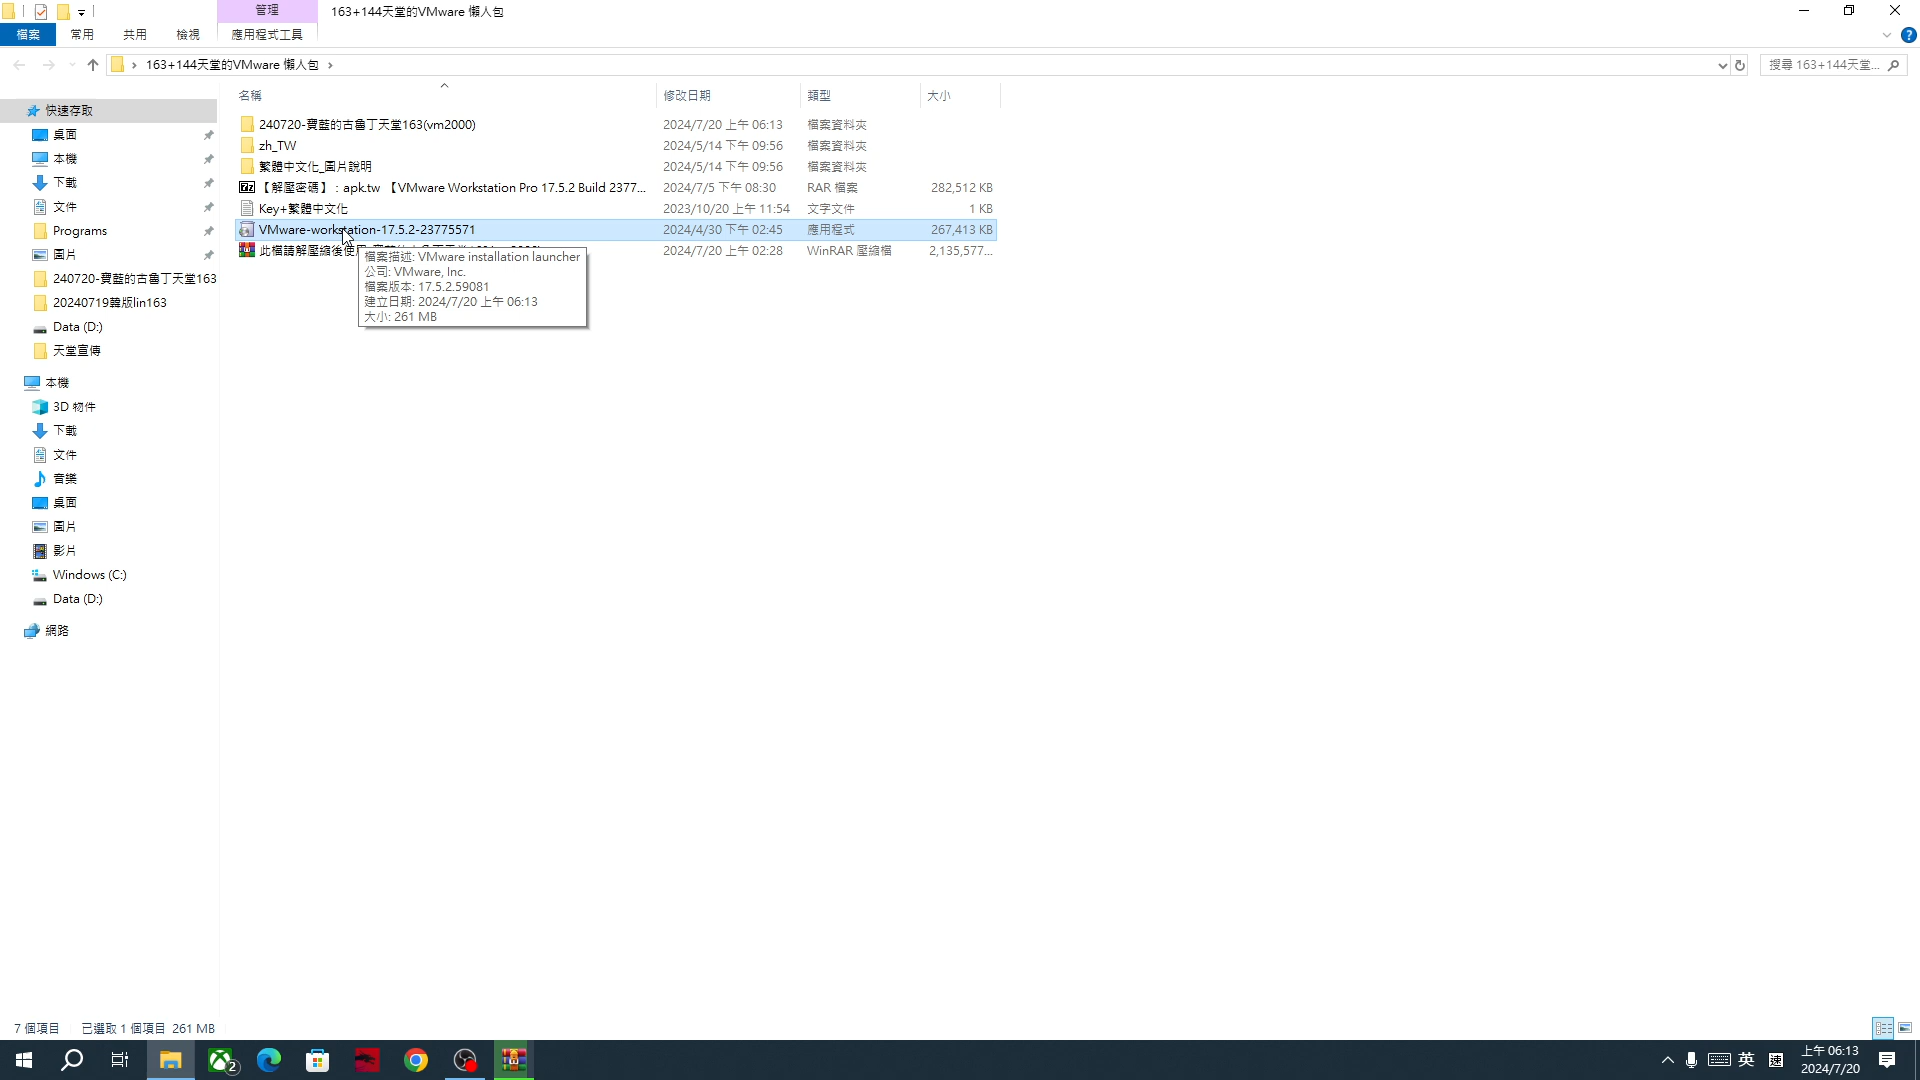 管理
163+144天堂的VMware 懶人包
檔案
常用
共用
檢視
應用程式工具
163+144天堂的VMware 懶人包
搜尋 163+144天堂...
名稱
修改日期
類型
大小
240720-寶藍的古魯丁天堂163(vm2000)
2024/7/20 上午 06:13
檔案資料夾
zh_TW
2024/5/14 下午 09:56
檔案資料夾
繁體中文化_圖片說明
2024/5/14 下午 09:56
檔案資料夾
【解壓密碼】:apk.tw 【VMware Workstation Pro 17.5.2 Build 2377...
2024/7/5 下午 08:30
RAR 檔案
282,512 KB
Key+繁體中文化
2023/10/20 上午 11:54
文字文件
1 KB
VMware-workstation-17.5.2-23775571
2024/4/30 下午 02:45
應用程式
267,413 KB
此檔請解壓縮後使用
2024/7/20 上午 02:28
WinRAR 壓縮檔
2,135,577...
檔案描述: VMware installation launcher
公司: VMware, Inc.
檔案版本: 17.5.2.59081
建立日期: 2024/7/20 上午 06:13
大小: 261 MB
快速存取
桌面
本機
下載
文件
Programs
圖片
240720-寶藍的古魯丁天堂163
20240719韓版lin163
Data (D:)
天堂宣傳
本機
3D 物件
下載
文件
音樂
桌面
圖片
影片
Windows (C:)
Data (D:)
網路
7 個項目
已選取 1 個項目 261 MB
2
英
速
上午 06:13
2024/7/20